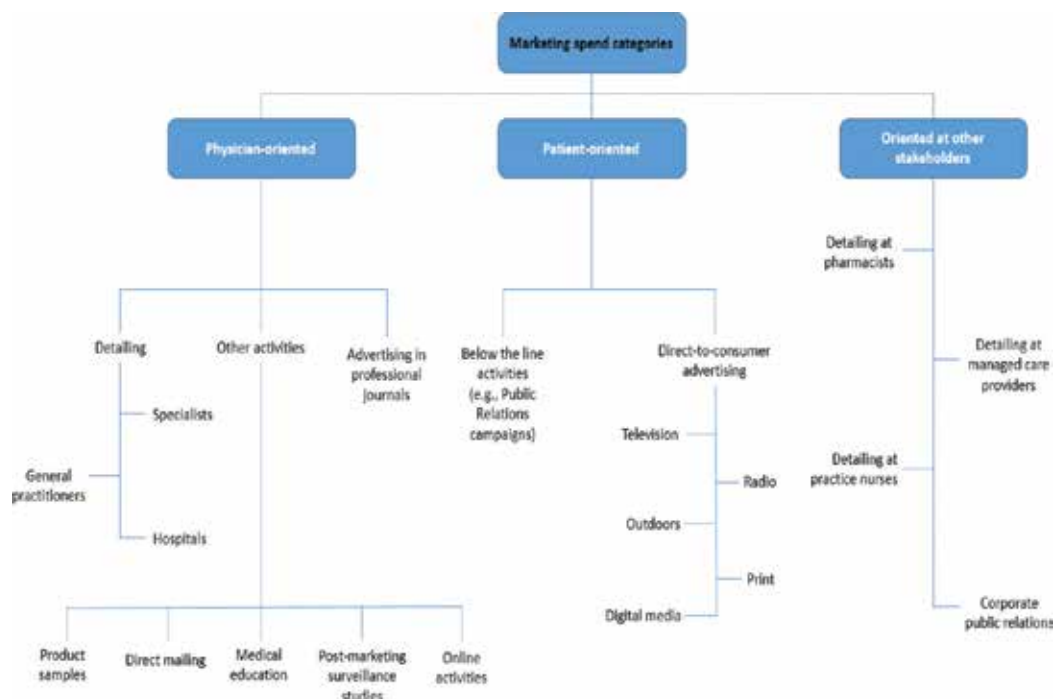 Marketing spend categories
Physician-oriented
Patient-oriented
Oriented at other
stakeholders
Detailing at
pharmacists
Detailing
Other activities
Advertising in
professional
journals
Below the line
activities
(e.g., Public
Relations
campaigns)
Direct-to-consumer
advertising
Detailing at
managed care
providers
Specialists
Television
General
practitioners
Radio
Detailing at
practice nurses
Outdoors
Hospitals
Print
Digital media
Corporate
public relations
Product
samples
Direct mailing
Medical
education
Post-marketing
surveillance
studies
Online
activities